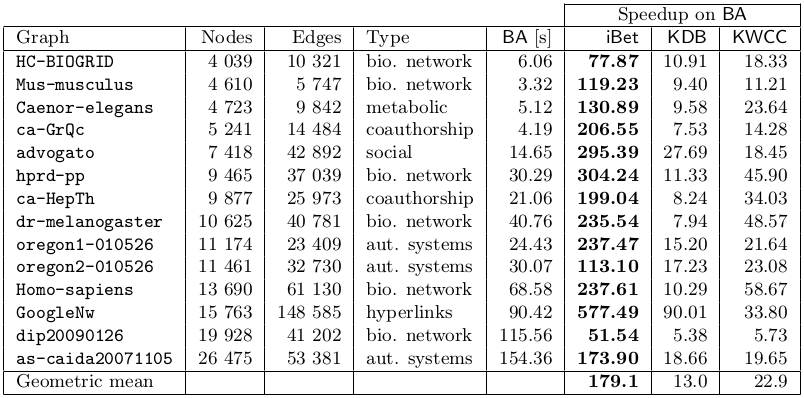 Speedup on BA
Graph Nodes Edges Type BA [s] iBet KDB KWCC
HC-BIOGRID 4 039 10 321 bio. network 6.06 77.87 10.91 18.33
Mus-musculus 4 610 5 747 bio. network 3.32 119.23 9.40 11.21
Caenor-elegans 4 723 9 842 metabolic 5.12 130.89 9.58 23.64
ca-GrQc 5 241 14 484 coauthorship 4.19 206.55 7.53 14.28
advogato 7 418 42 892 social 14.65 295.39 27.69 18.45
hprd-pp 9 465 37 039 bio. network 30.29 304.24 11.33 45.90
ca-HepTh 9 877 25 973 coauthorship 21.06 199.04 8.24 34.03
dr-melanogaster 10 625 40 781 bio. network 40.76 235.54 7.94 48.57
oregon1-010526 11 174 23 409 aut. systems 24.43 237.47 15.20 21.64
oregon2-010526 11 461 32 730 aut. systems 30.07 113.10 17.23 23.08
Homo-sapiens 13 690 61 130 bio. network 68.58 237.61 10.29 58.67
GoogleNw 15 763 148 585 hyperlinks 90.42 577.49 90.01 33.80
dip20090126 19 928 41 202 bio. network 115.56 51.54 5.38 5.73
as-caida20071105 26 475 53 381 aut. systems 154.36 173.90 18.66 19.65
Geometric mean 179.1 13.0 22.9